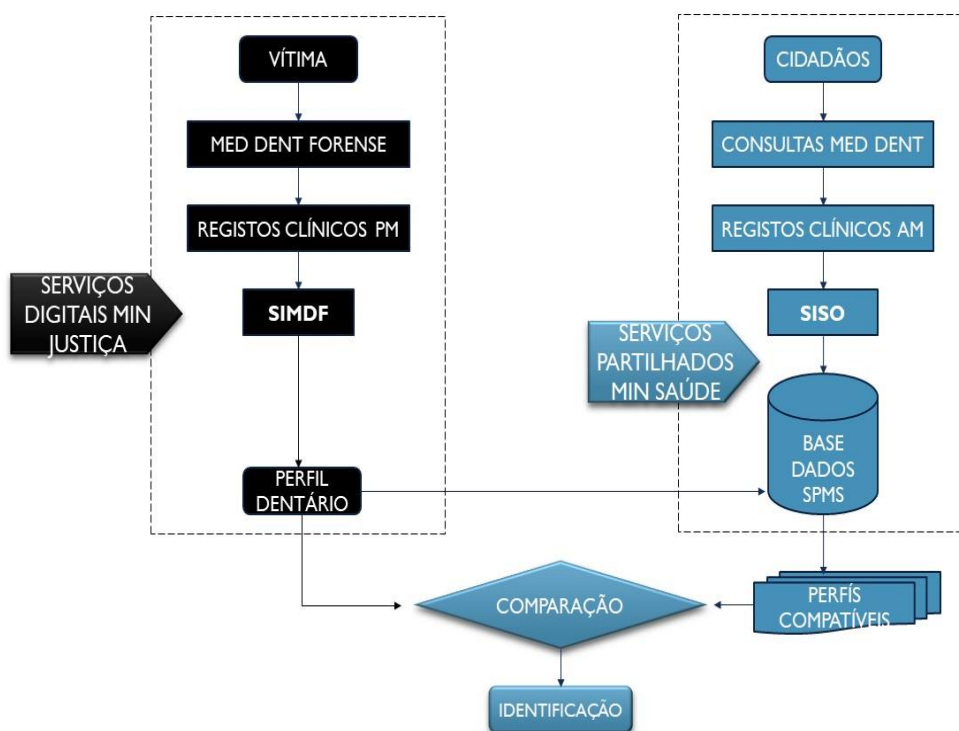 VÍTIMA
MED DENT FORENSE
REGISTOS CLÍNICOS PM
SERVIÇOS
DIGITAIS MIN
JUSTIÇA
SIMDF
PERFIL
DENTÁRIO
CIDADÃOS
CONSULTAS MED DENT
REGISTOS CLÍNICOS AM
SISO
SERVIÇOS
PARTILHADOS
MIN SAÚDE
BASE
DADOS
SPMS
PERFÍS
COMPATÍVEIS
COMPARAÇÃO
IDENTIFICAÇÃO